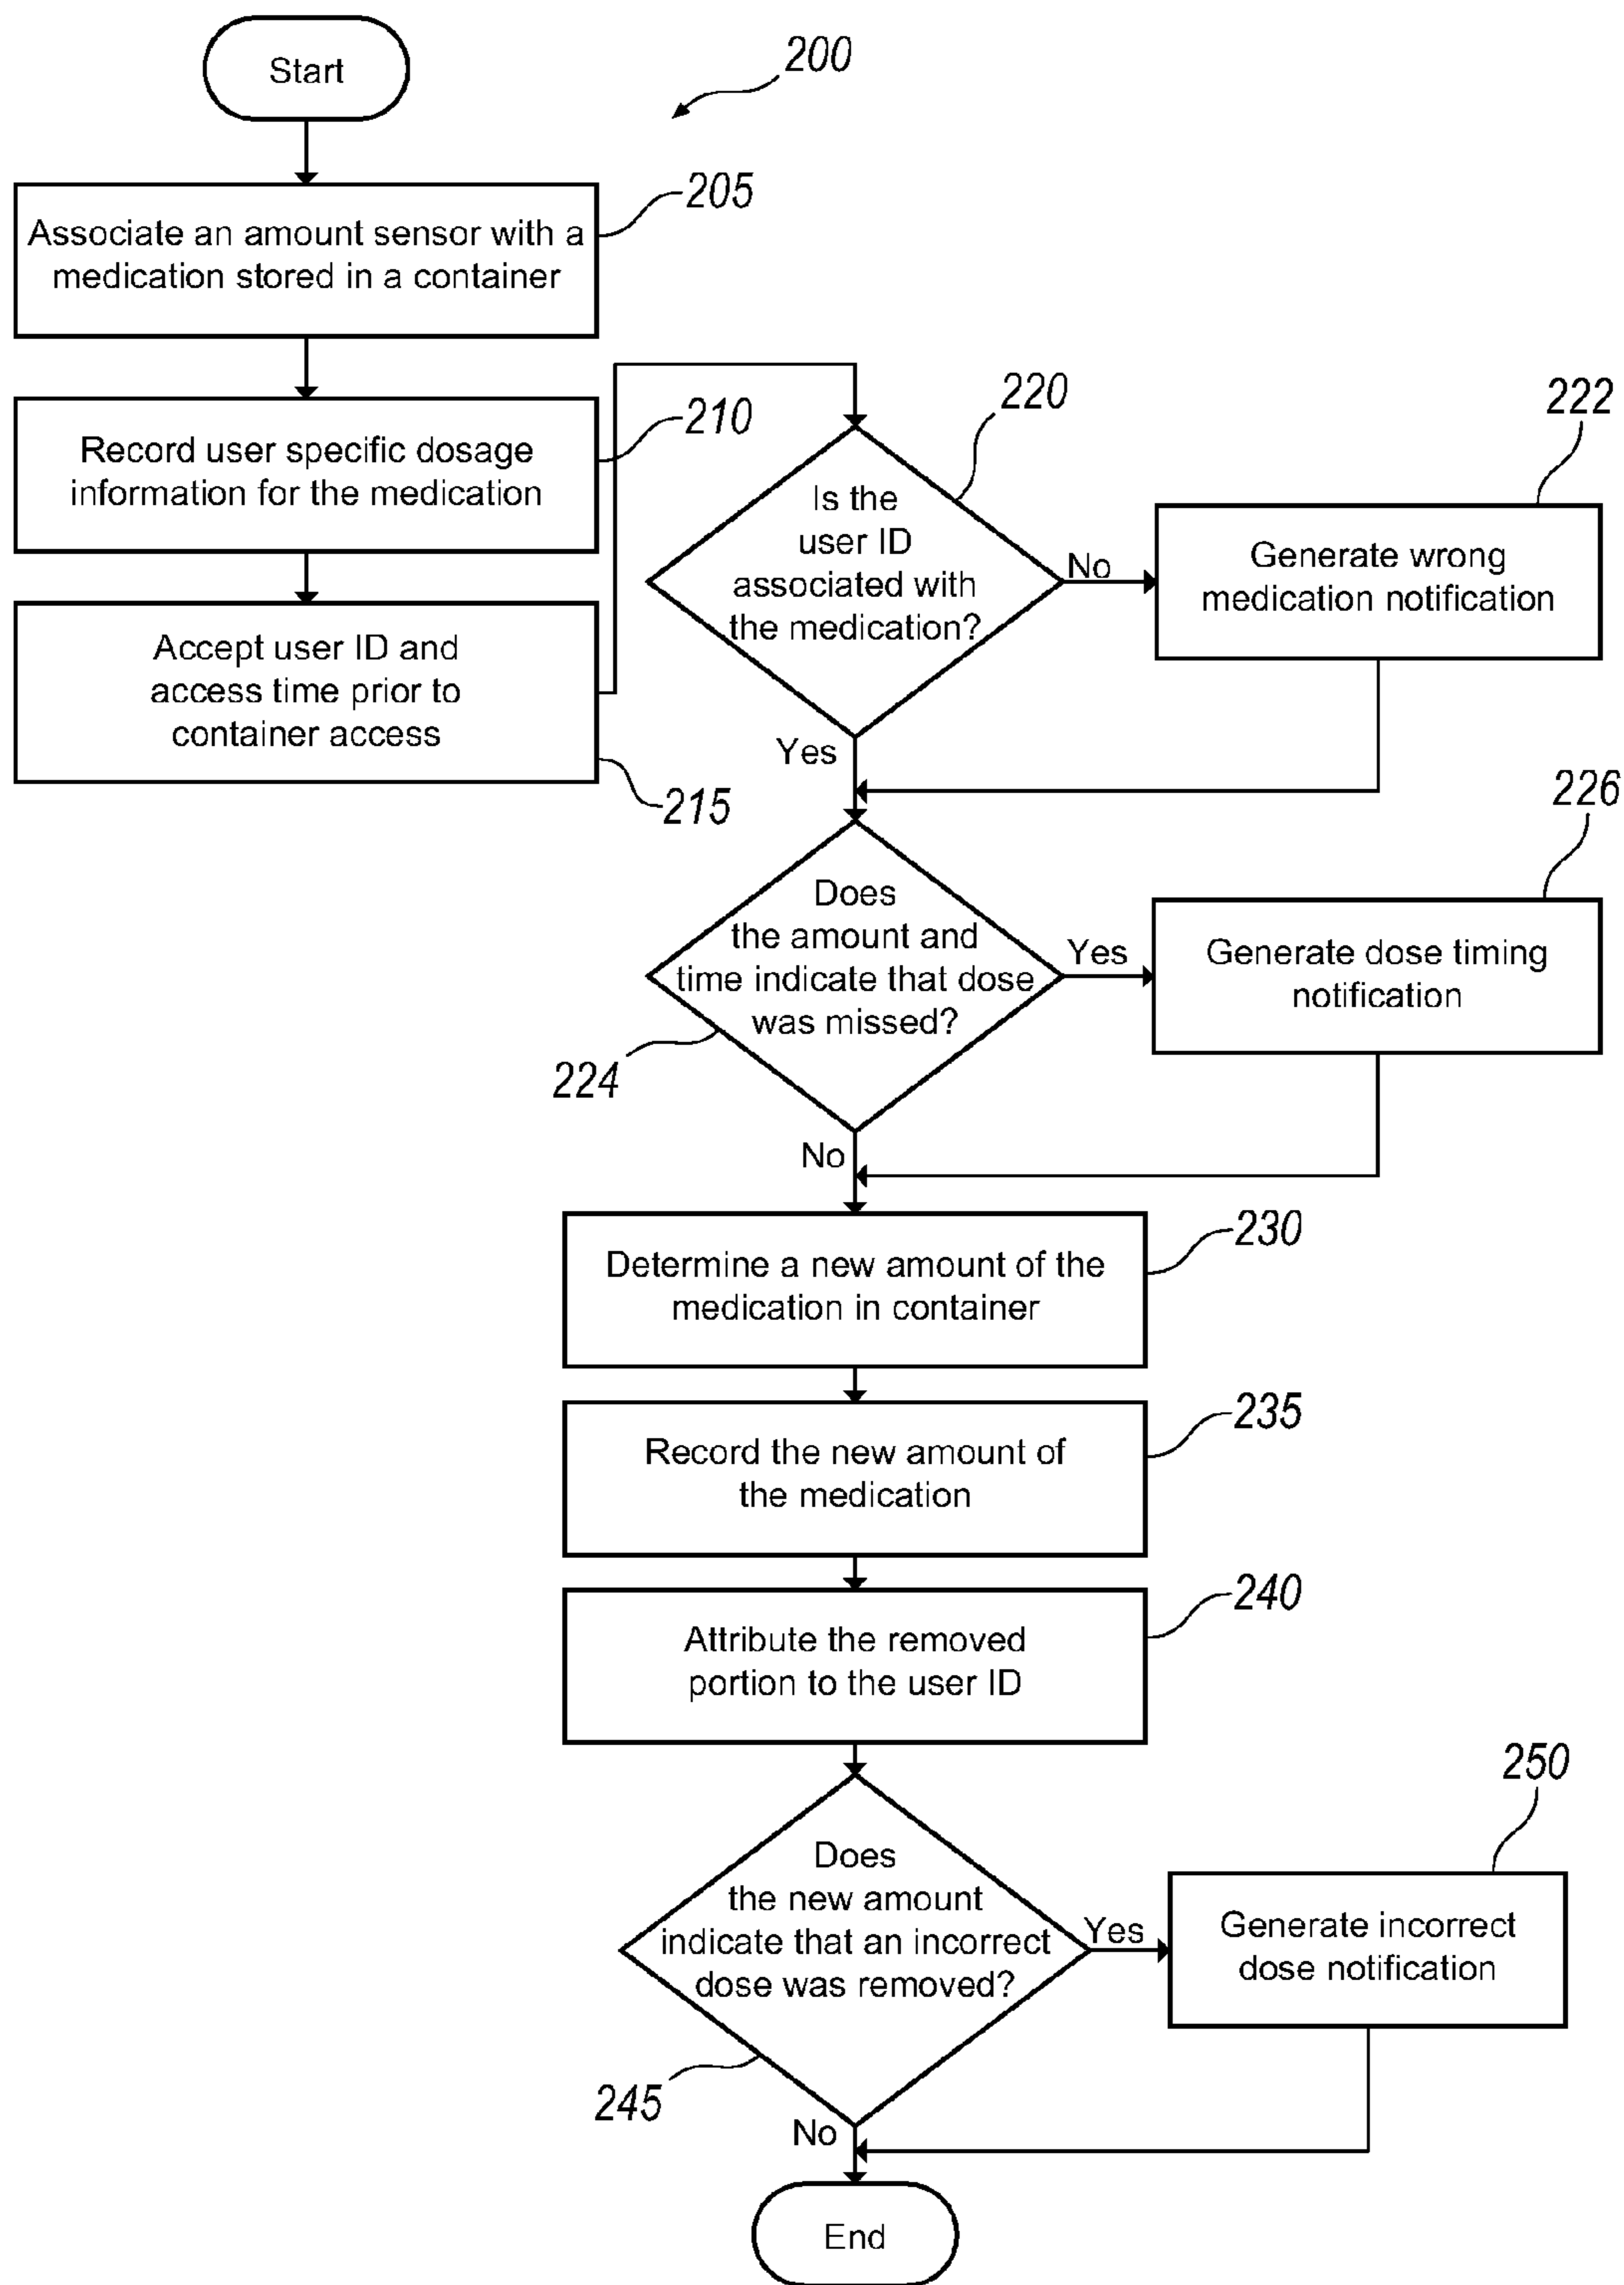 Start
200
Associate an amount sensor with a
medication stored in a container
205
Record user specific dosage
information for the medication
210
Accept user ID and
access time prior to
container access
215
Is the
user ID
associated with
the medication?
220
No
Yes
Generate wrong
medication notification
222
Does
the amount and
time indicate that dose
was missed?
224
Yes
No
Generate dose timing
notification
226
Determine a new amount of the
medication in container
230
Record the new amount of
the medication
235
Attribute the removed
portion to the user ID
240
Does
the new amount
indicate that an incorrect
dose was removed?
245
Yes
No
Generate incorrect
dose notification
250
End